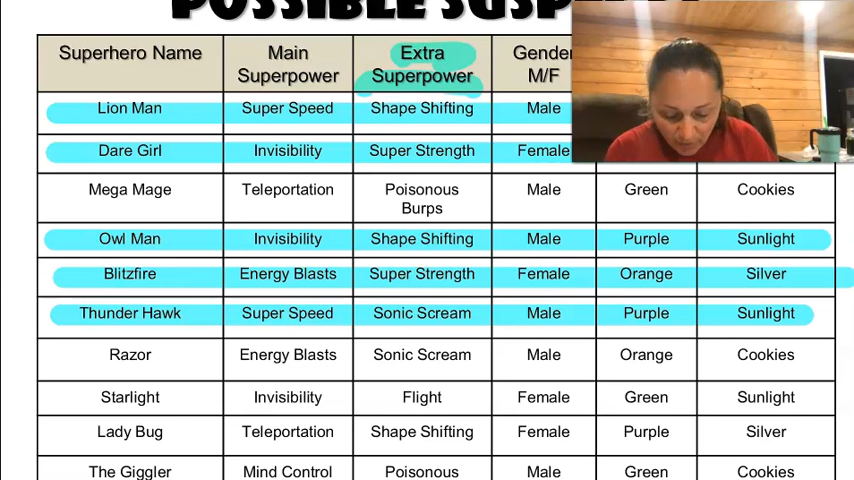 POSSIBLE SUSPECTS
Superhero Name Main Superpower Extra Superpower Gender M/F
Lion Man Super Speed Shape Shifting Male
Dare Girl Invisibility Super Strength Female
Mega Mage Teleportation Poisonous Burps Male Green Cookies
Owl Man Invisibility Shape Shifting Male Purple Sunlight
Blitzfire Energy Blasts Super Strength Female Orange Silver
Thunder Hawk Super Speed Sonic Scream Male Purple Sunlight
Razor Energy Blasts Sonic Scream Male Orange Cookies
Starlight Invisibility Flight Female Green Sunlight
Lady Bug Teleportation Shape Shifting Female Purple Silver
The Giggler Mind Control Poisonous Male Green Cookies